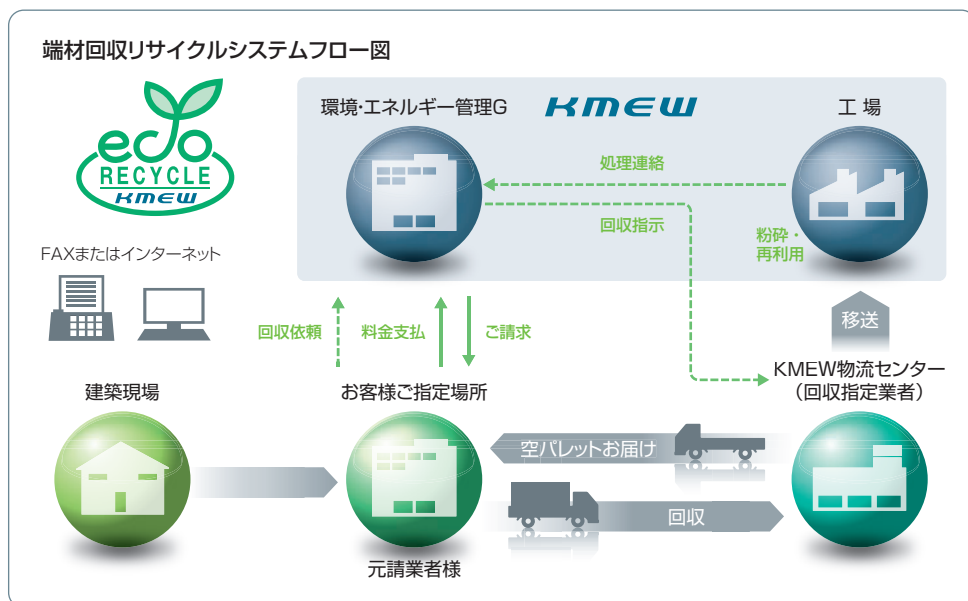 端材回収リサイクルシステムフロー図
eco
RECYCLE
KMEW
環境・エネルギー管理G
KMEW
工 場
処理連絡
回収指示
粉砕・
再利用
FAXまたはインターネット
回収依頼
料金支払
ご請求
移送
建築現場
お客様ご指定場所
KMEW物流センター
（回収指定業者）
空パレットお届け
回収
元請業者様